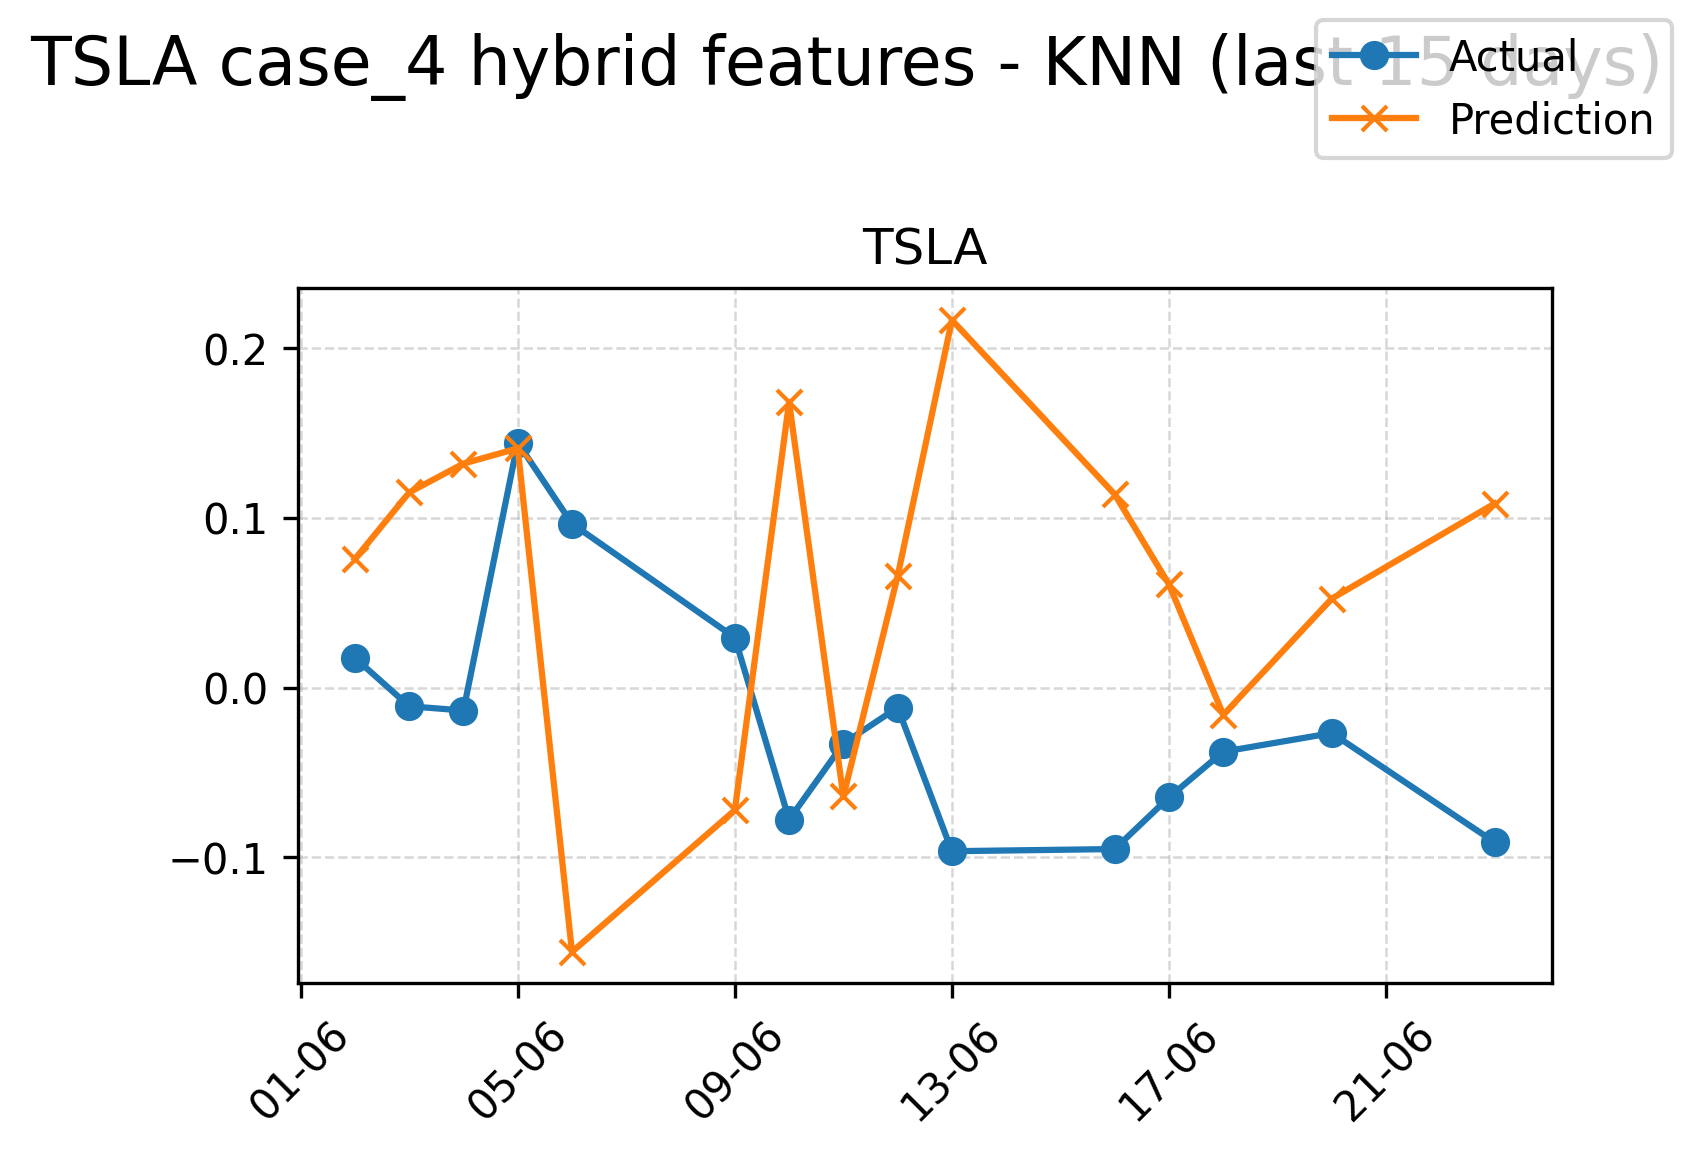 TSLA case_4 hybrid features - KNN (last 15 days)
Actual
Prediction
TSLA
0.2
0.1
0.0
−0.1
01-06
05-06
09-06
13-06
17-06
21-06